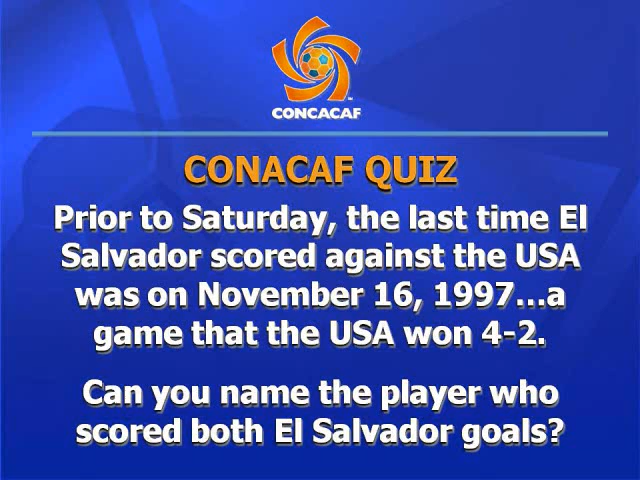 CONCACAF
CONACAF QUIZ
Prior to Saturday, the last time El
Salvador scored against the USA
was on November 16, 1997...a
game that the USA won 4-2.
Can you name the player who
scored both El Salvador goals?